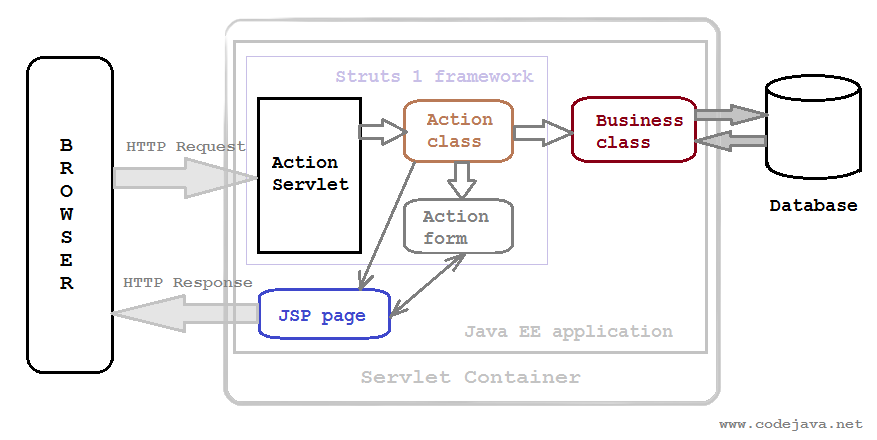 Struts 1 framework
BROWSER
HTTP Request
Action
Servlet
Action
class
Business
class
Action
form
Database
HTTP Response
JSP page
Java EE application
Servlet Container
www.codejava.net